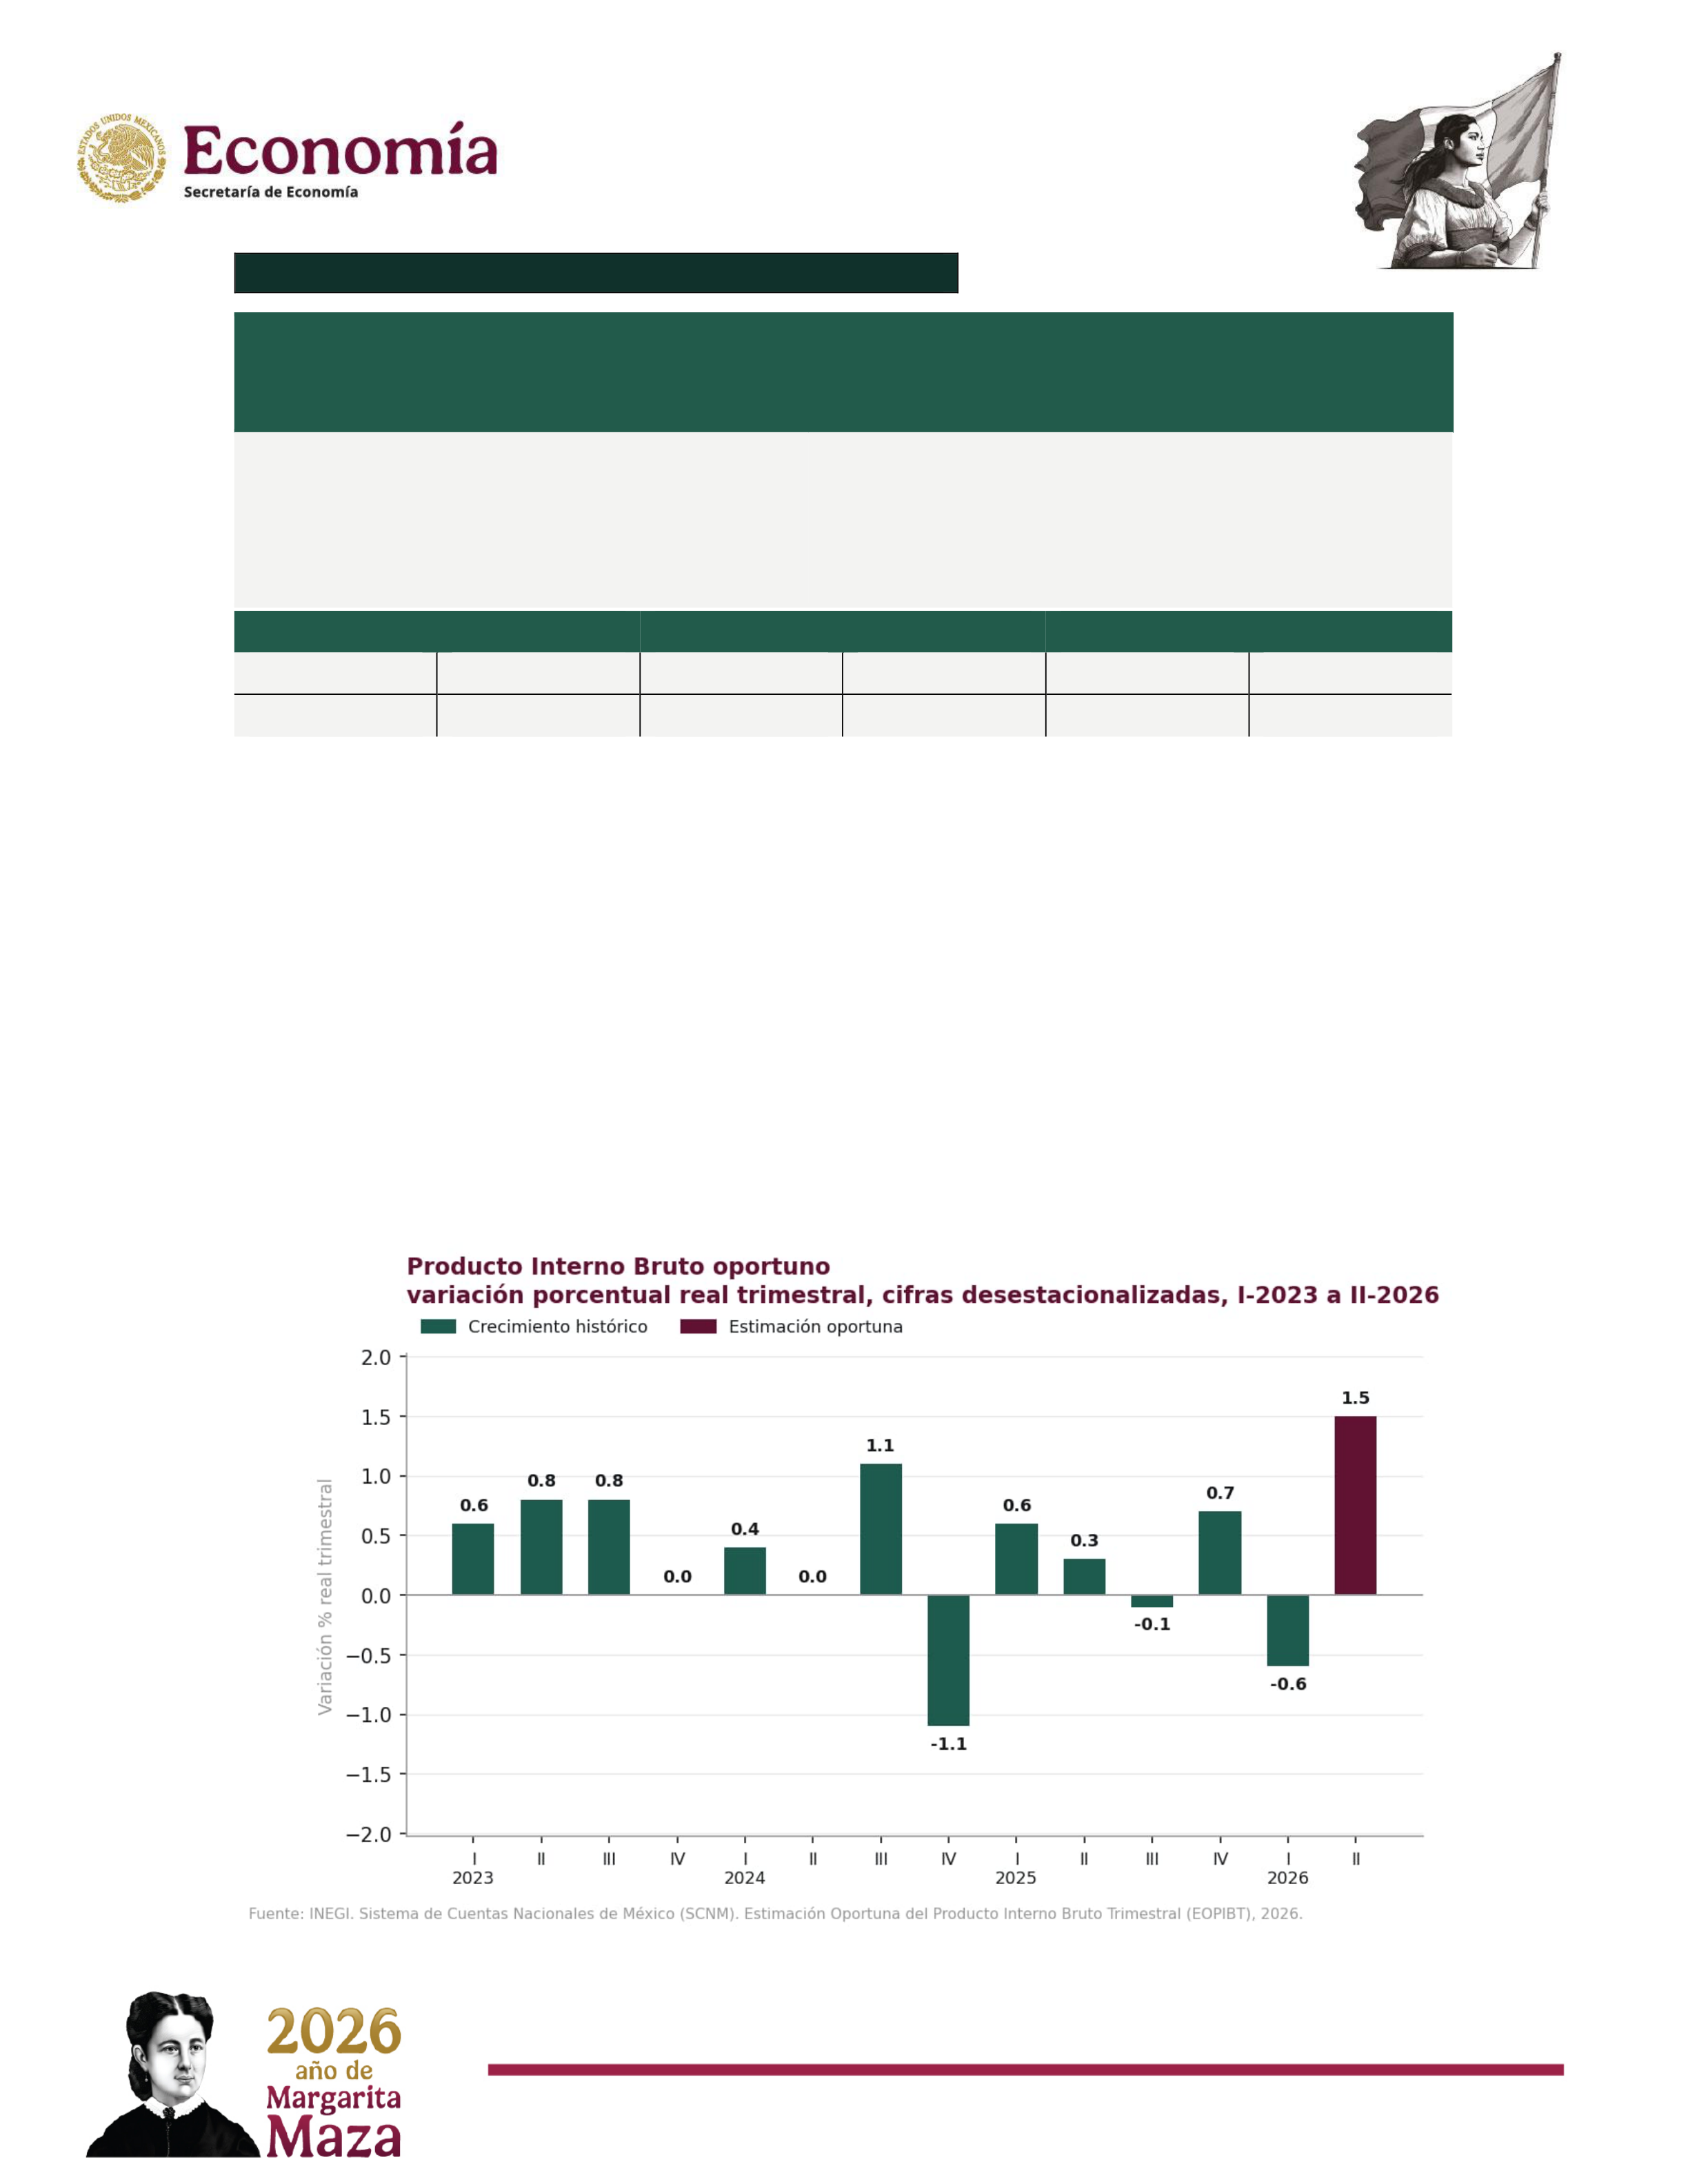 ESTADOS UNIDOS MEXICANOS
Economía
Secretaría de Economía
Producto Interno Bruto oportuno
variación porcentual real trimestral, cifras desestacionalizadas, I-2023 a II-2026
Crecimiento histórico
Estimación oportuna
Variación % real trimestral
2.0
1.5
1.0
0.5
0.0
−0.5
−1.0
−1.5
−2.0
0.6
0.8
0.8
0.0
0.4
0.0
1.1
-1.1
0.6
0.3
-0.1
0.7
-0.6
1.5
I II III IV I II III IV I II III IV I II
2023 2024 2025 2026
Fuente: INEGI. Sistema de Cuentas Nacionales de México (SCNM). Estimación Oportuna del Producto Interno Bruto Trimestral (EOPIBT), 2026.
2026
año de
Margarita
Maza